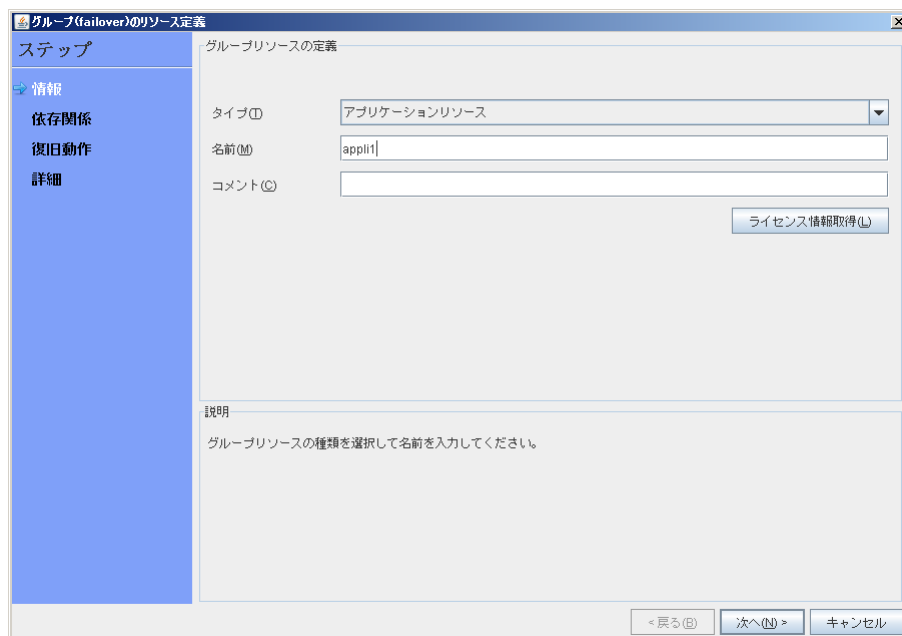 グループ(failover)のリソース定義
ステップ
情報
依存関係
復旧動作
詳細
グループリソースの定義
タイプ(T)
アプリケーションリソース
名前(M)
appli1
コメント(C)
ライセンス情報取得(L)
説明
グループリソースの種類を選択して名前を入力してください。
<戻る(B)
次へ(N)>
キャンセル